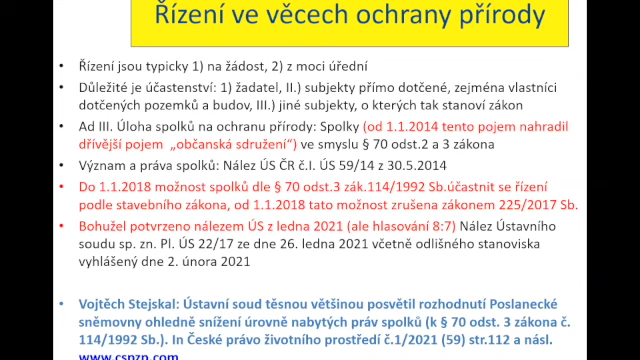 Řízení ve věcech ochrany přírody
• Řízení jsou typicky 1) na žádost, 2) z moci úřední
• Důležité je účastenství: 1) žadatel, II.) subjekty přímo dotčené, zejména vlastníci
dotčených pozemků a budov, III.) jiné subjekty, o kterých tak stanoví zákon
• Ad III. Úloha spolků na ochranu přírody: Spolky (od 1.1.2014 tento pojem nahradil
dřívější pojem „občanská sdružení“) ve smyslu § 70 odst.2 a 3 zákona
• Význam a práva spolků: Nález ÚS ČR č.I. ÚS 59/14 z 30.5.2014
• Do 1.1.2018 možnost spolků dle § 70 odst.3 zák.114/1992 Sb.účastnit se řízení
podle stavebního zákona, od 1.1.2018 tato možnost zrušena zákonem 225/2017 Sb.
• Bohužel potvrzeno nálezem ÚS z ledna 2021 (ale hlasování 8:7) Nález Ústavního
soudu sp. zn. Pl. ÚS 22/17 ze dne 26. ledna 2021 včetně odlišného stanoviska
vyhlášený dne 2. února 2021
• Vojtěch Stejskal: Ústavní soud těsnou většinou posvětil rozhodnutí Poslanecké
sněmovny ohledně snížení úrovně nabytých práv spolků (k § 70 odst. 3 zákona č.
114/1992 Sb.). In České právo životního prostředí č.1/2021 (59) str.112 a násl.
www.cspzp.com